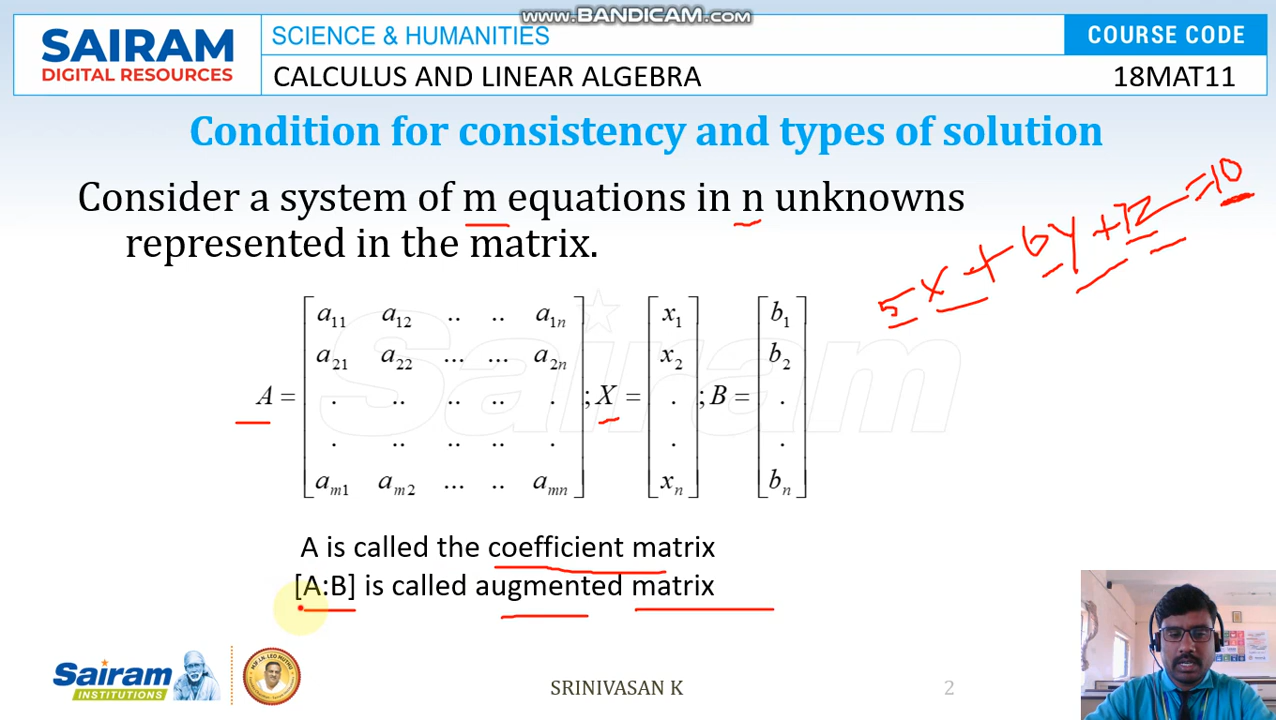 www.BANDICAM.com
SAIRAM
DIGITAL RESOURCES
SCIENCE & HUMANITIES
COURSE CODE
CALCULUS AND LINEAR ALGEBRA
18MAT11
Condition for consistency and types of solution
Consider a system of m equations in n unknowns
represented in the matrix.
5x + 6y + 7z = 10
A = [ a11 a12 .. .. a1n ; X = [ x1 ; B = [ b1
a21 a22 ... ... a2n x2 b2
. .. .. .. . . .
. .. .. .. . . .
am1 am2 ... .. amn ] xn ] bn ]
Sairam
A is called the coefficient matrix
[A:B] is called augmented matrix
Sairam
INSTITUTIONS
SRINIVASAN K
2